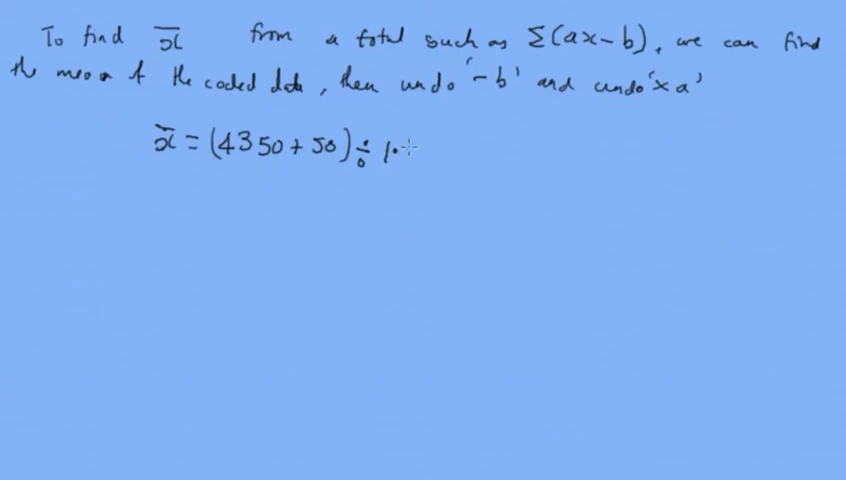 To find x̄ from a total such as Σ(ax-b), we can find
the mean of the coded data, then undo '-b' and undo 'x a'
x̄ = (4350 + 50) ÷ 1.